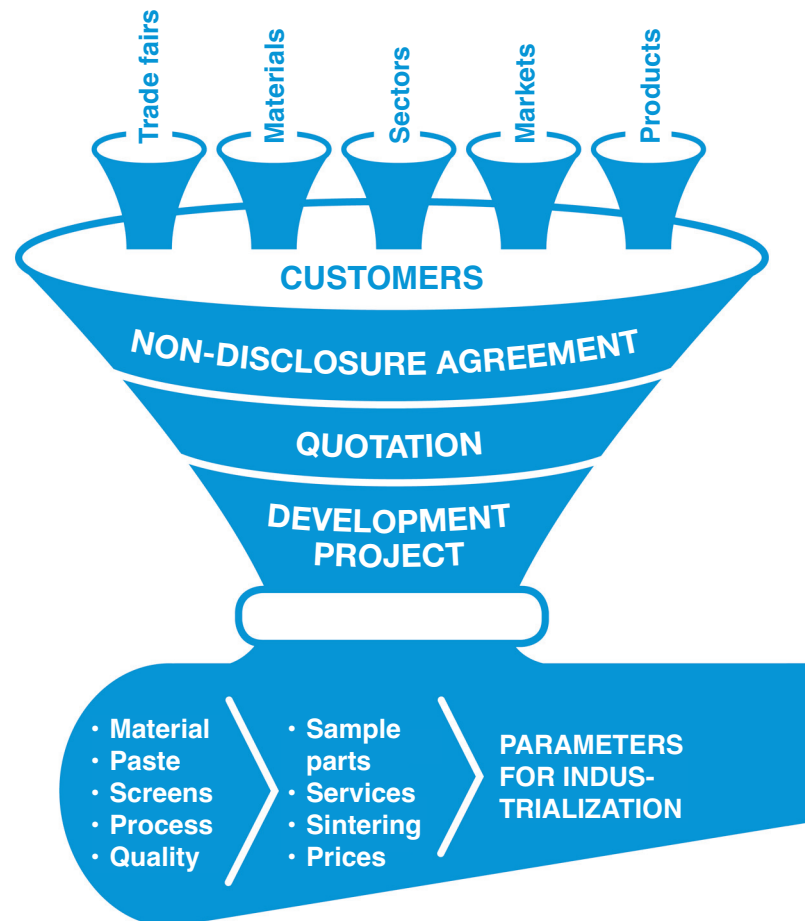 Trade fairs
Materials
Sectors
Markets
Products
CUSTOMERS
NON-DISCLOSURE AGREEMENT
QUOTATION
DEVELOPMENT
PROJECT
· Material
· Paste
· Screens
· Process
· Quality
· Sample
parts
· Services
· Sintering
· Prices
PARAMETERS
FOR INDUS-
TRIALIZATION